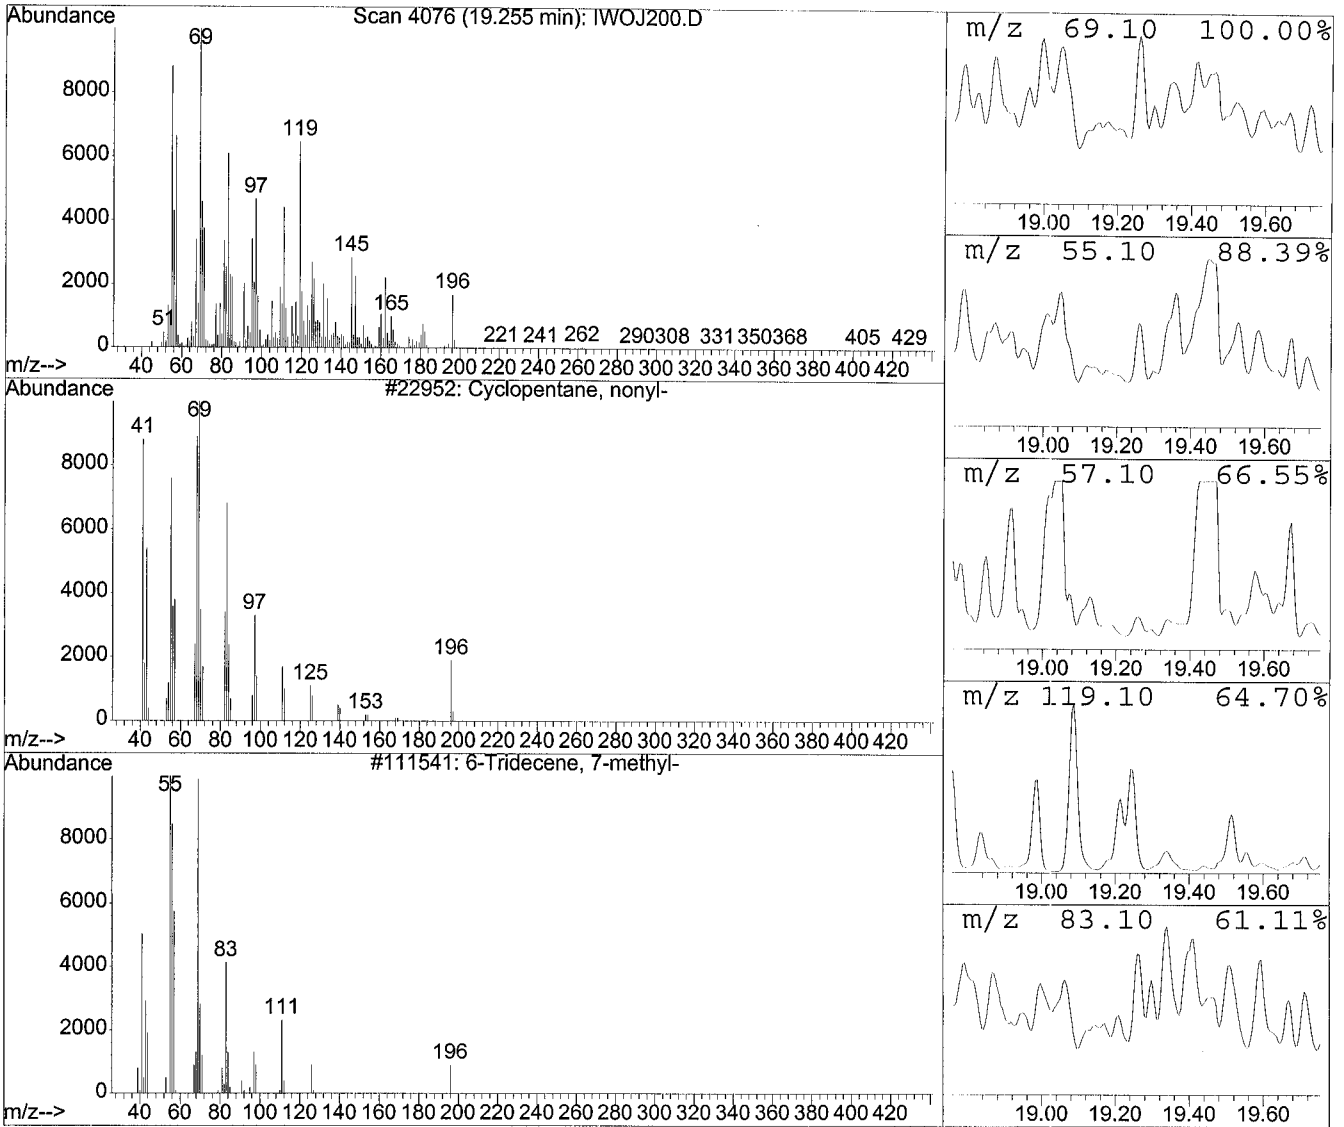 Abundance
Scan 4076 (19.255 min): IWOJ200.D
69
8000
6000
119
4000
97
145
2000
196
165
51
221 241 262 290 308 331 350 368 405 429
0
m/z--> 40 60 80 100 120 140 160 180 200 220 240 260 280 300 320 340 360 380 400 420
Abundance
#22952: Cyclopentane, nonyl-
69
41
8000
6000
4000
97
2000
196
125
153
0
m/z--> 40 60 80 100 120 140 160 180 200 220 240 260 280 300 320 340 360 380 400 420
Abundance
#111541: 6-Tridecene, 7-methyl-
55
8000
6000
83
4000
111
2000
196
0
m/z--> 40 60 80 100 120 140 160 180 200 220 240 260 280 300 320 340 360 380 400 420
m/z 69.10 100.00%
19.00 19.20 19.40 19.60
m/z 55.10 88.39%
19.00 19.20 19.40 19.60
m/z 57.10 66.55%
19.00 19.20 19.40 19.60
m/z 119.10 64.70%
19.00 19.20 19.40 19.60
m/z 83.10 61.11%
19.00 19.20 19.40 19.60